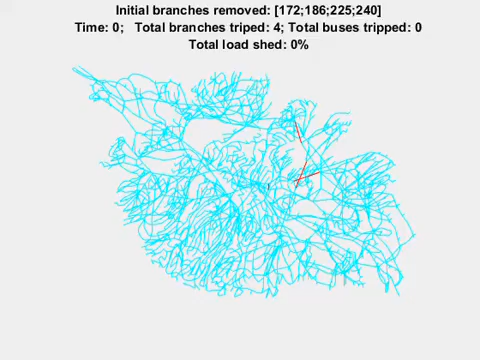 Initial branches removed: [172;186;225;240]
Time: 0; Total branches triped: 4; Total buses tripped: 0
Total load shed: 0%